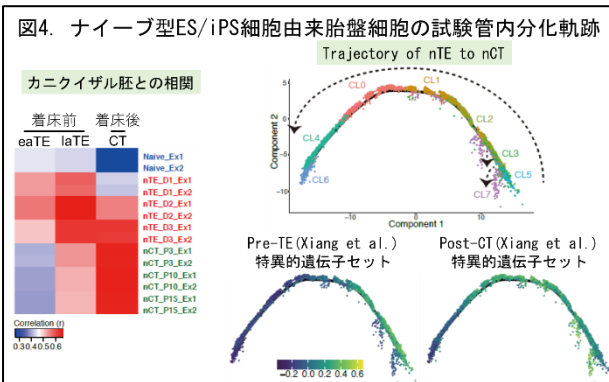 図4. ナイーブ型ES/iPS細胞由来胎盤細胞の試験管内分化軌跡
カニクイザル胚との相関
着床前 着床後
eaTE laTE CT
Naive_Ex1
Naive_Ex2
nTE_D1_Ex1
nTE_D1_Ex2
nTE_D2_Ex1
nTE_D2_Ex2
nTE_D3_Ex1
nTE_D3_Ex2
nCT_P3_Ex1
nCT_P3_Ex2
nCT_P10_Ex1
nCT_P10_Ex2
nCT_P15_Ex1
nCT_P15_Ex2
Correlation (r)
0.30.40.50.6
Trajectory of nTE to nCT
Component 2
5
0
-5
-10
CL0
CL1
CL2
CL3
CL4
CL5
CL6
CL7
-10 0 10
Component 1
Pre-TE(Xiang et al.)
特異的遺伝子セット
Post-CT(Xiang et al.)
特異的遺伝子セット
-0.2 0.0 0.2 0.4 0.6